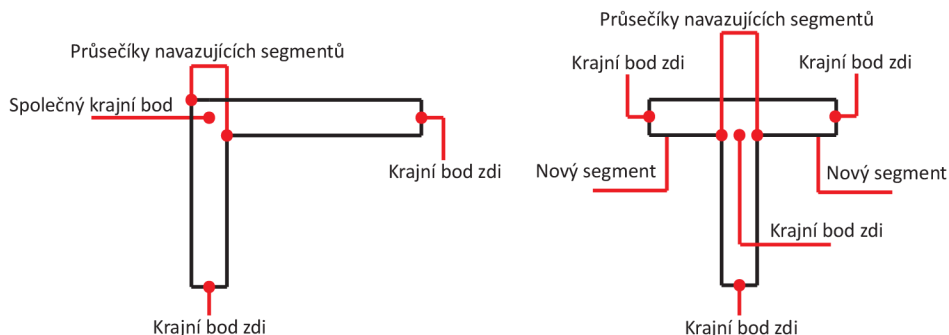 Průsečíky navazujících segmentů
Společný krajní bod
Krajní bod zdi
Krajní bod zdi
Průsečíky navazujících segmentů
Krajní bod zdi
Krajní bod zdi
Nový segment
Nový segment
Krajní bod zdi
Krajní bod zdi